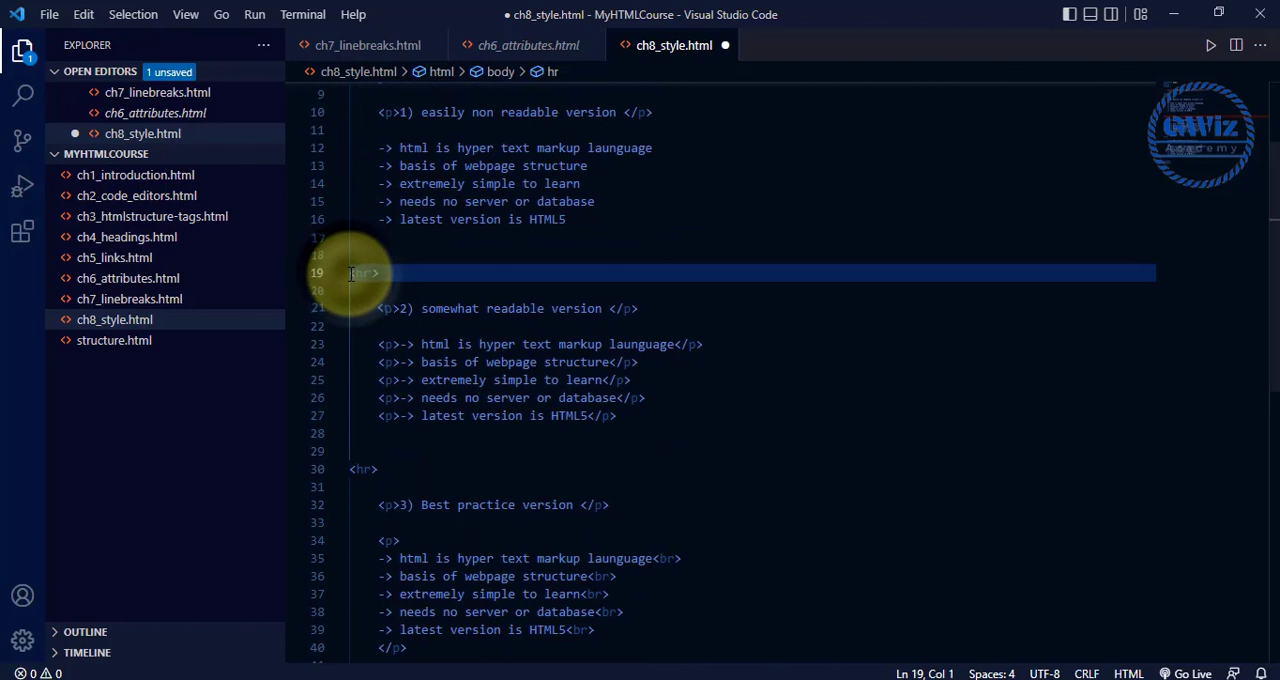 File Edit Selection View Go Run Terminal Help
● ch8_style.html - MyHTMLCourse - Visual Studio Code
EXPLORER
OPEN EDITORS 1 unsaved
ch7_linebreaks.html
ch6_attributes.html
ch8_style.html
MYHTMLCOURSE
ch1_introduction.html
ch2_code_editors.html
ch3_htmlstructure-tags.html
ch4_headings.html
ch5_links.html
ch6_attributes.html
ch7_linebreaks.html
ch8_style.html
structure.html
OUTLINE
TIMELINE
1
ch7_linebreaks.html ch6_attributes.html ch8_style.html
ch8_style.html > html > body > hr
9
10 <p>1) easily non readable version </p>
11
12 -> html is hyper text markup launguage
13 -> basis of webpage structure
14 -> extremely simple to learn
15 -> needs no server or database
16 -> latest version is HTML5
17
18
19 <hr>
20
21 <p>2) somewhat readable version </p>
22
23 <p>-> html is hyper text markup launguage</p>
24 <p>-> basis of webpage structure</p>
25 <p>-> extremely simple to learn</p>
26 <p>-> needs no server or database</p>
27 <p>-> latest version is HTML5</p>
28
29
30 <hr>
31
32 <p>3) Best practice version </p>
33
34 <p>
35 -> html is hyper text markup launguage<br>
36 -> basis of webpage structure<br>
37 -> extremely simple to learn<br>
38 -> needs no server or database<br>
39 -> latest version is HTML5<br>
40 </p>
QWiz
Academy
0 0 Ln 19, Col 1 Spaces: 4 UTF-8 CRLF HTML Go Live